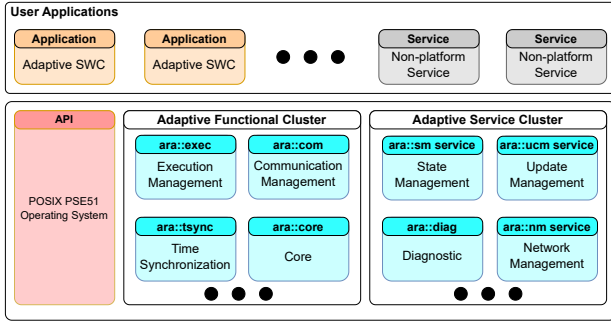 User Applications
Application
Adaptive SWC
Application
Adaptive SWC
Service
Non-platform
Service
Service
Non-platform
Service
API
POSIX PSE51
Operating System
Adaptive Functional Cluster
ara::exec
Execution
Management
ara::com
Communication
Management
ara::tsync
Time
Synchronization
ara::core
Core
Adaptive Service Cluster
ara::sm service
State
Management
ara::ucm service
Update
Management
ara::diag
Diagnostic
ara::nm service
Network
Management